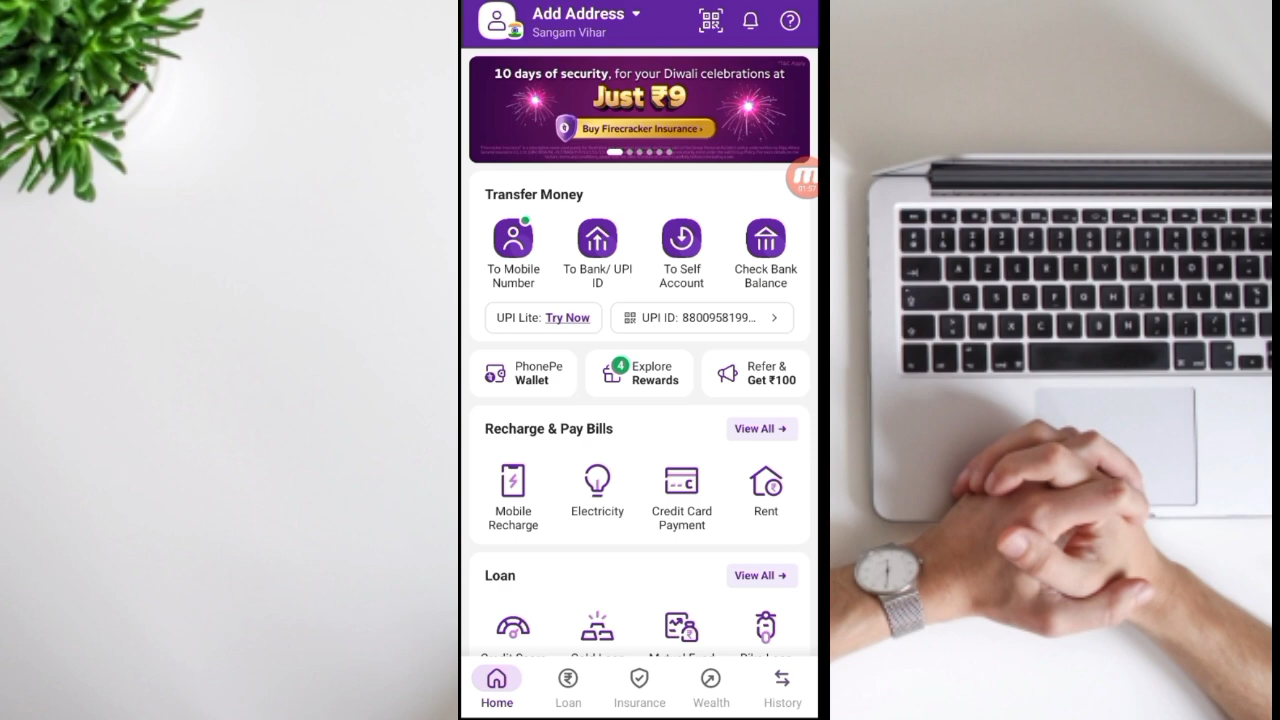 Add Address
Sangam Vihar
10 days of security, for your Diwali celebrations at
Just ₹9
Buy Firecracker Insurance ›
01:57
Transfer Money
To Mobile Number
To Bank/ UPI ID
To Self Account
Check Bank Balance
UPI Lite: Try Now
UPI ID: 8800958199...
PhonePe Wallet
4
Explore Rewards
Refer & Get ₹100
Recharge & Pay Bills
View All →
Mobile Recharge
Electricity
Credit Card Payment
Rent
Loan
View All →
Home
Loan
Insurance
Wealth
History